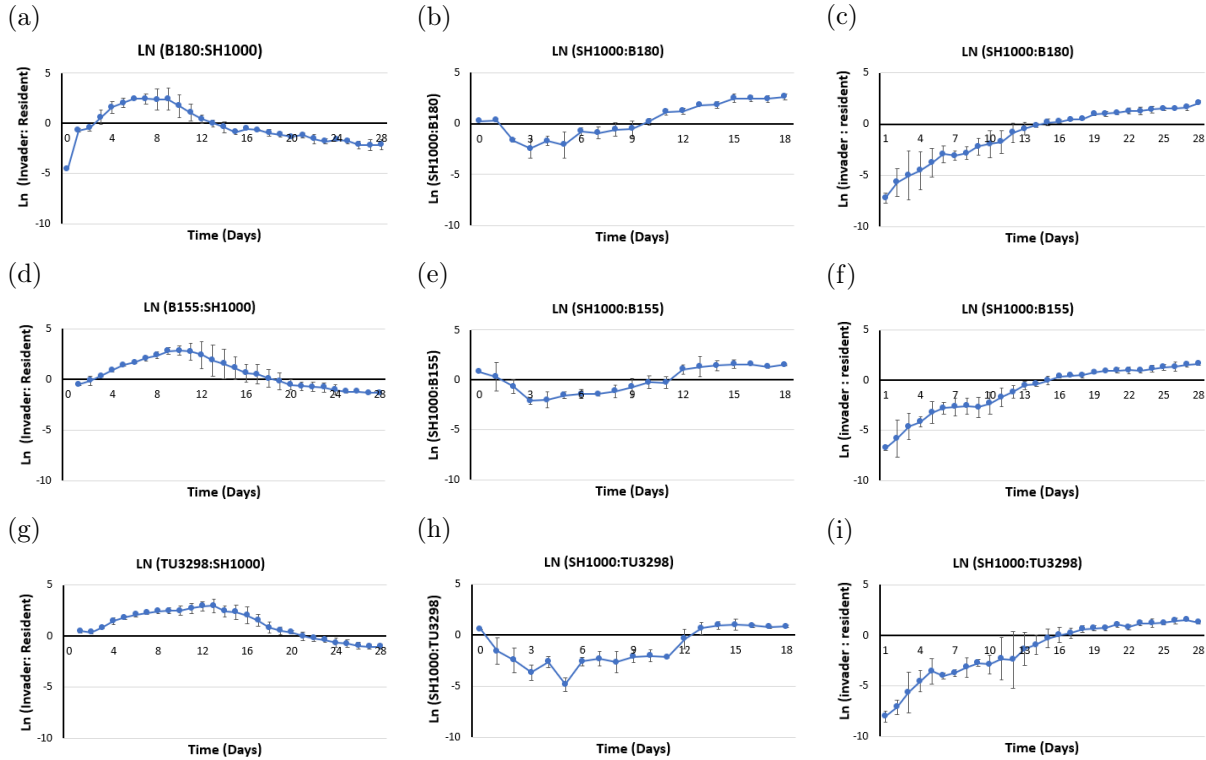 (a)
LN (B180:SH1000)
Ln (Invader: Resident)
5
0
-5
-10
0 4 8 12 16 20 24 28
Time (Days)
(b)
LN (SH1000:B180)
Ln (SH1000:B180)
5
0
-5
-10
0 3 6 9 12 15 18
Time (Days)
(c)
LN (SH1000:B180)
Ln (invader : resident)
5
0
-5
-10
1 4 7 10 13 16 19 22 25 28
Time (Days)
(d)
LN (B155:SH1000)
Ln (Invader: Resident)
5
0
-5
-10
0 4 8 12 16 20 24 28
Time (Days)
(e)
LN (SH1000:B155)
Ln (SH1000:B155)
5
0
-5
-10
0 3 6 9 12 15 18
Time (Days)
(f)
LN (SH1000:B155)
Ln (invader : resident)
5
0
-5
-10
1 4 7 10 13 16 19 22 25 28
Time (Days)
(g)
LN (TU3298:SH1000)
Ln (Invader: Resident)
5
0
-5
-10
0 4 8 12 16 20 24 28
Time (Days)
(h)
LN (SH1000:TU3298)
Ln (SH1000:TU3298)
5
0
-5
-10
0 3 6 9 12 15 18
Time (Days)
(i)
LN (SH1000:TU3298)
Ln (invader : resident)
5
0
-5
-10
1 4 7 10 13 16 19 22 25 28
Time (Days)